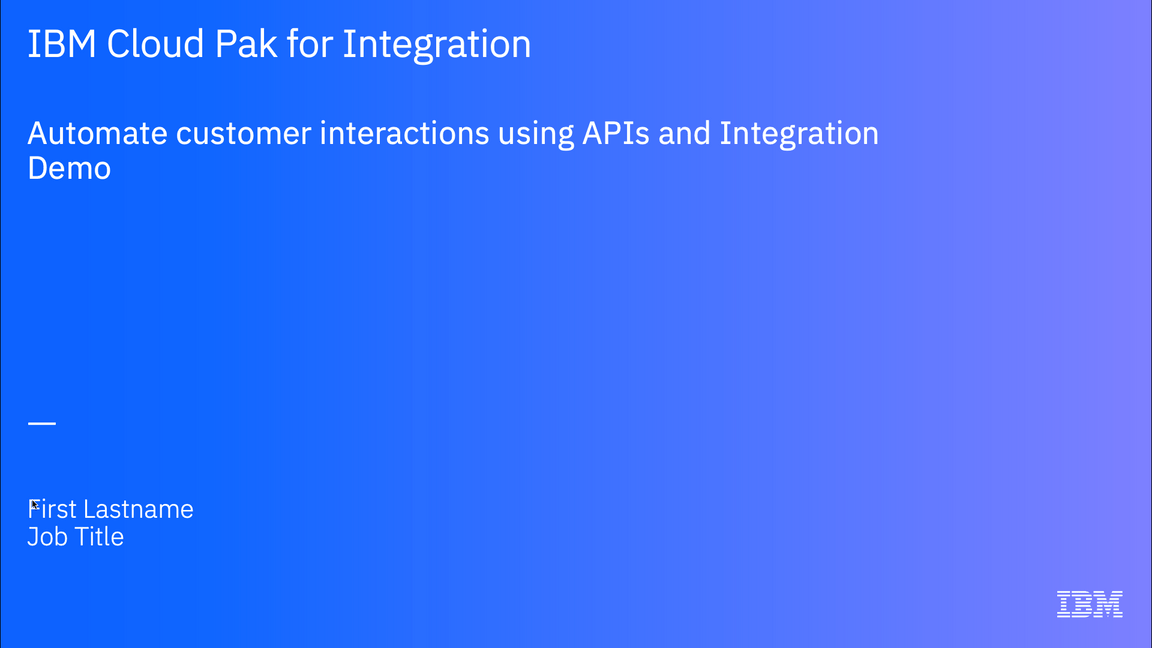 IBM Cloud Pak for Integration
Automate customer interactions using APIs and Integration
Demo
First Lastname
Job Title
IBM